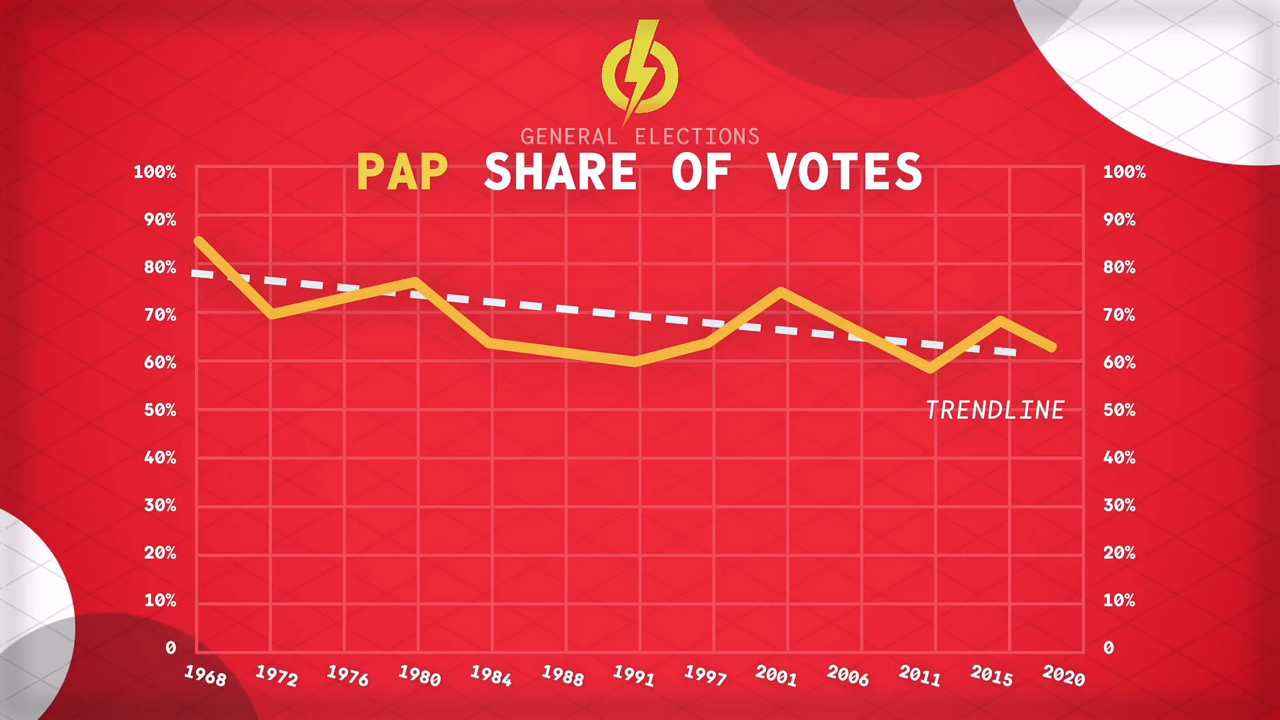 GENERAL ELECTIONS
PAP SHARE OF VOTES
100% 100%
90% 90%
80% 80%
70% 70%
60% 60%
50% TRENDLINE 50%
40% 40%
30% 30%
20% 20%
10% 10%
0 0
1968 1972 1976 1980 1984 1988 1991 1997 2001 2006 2011 2015 2020